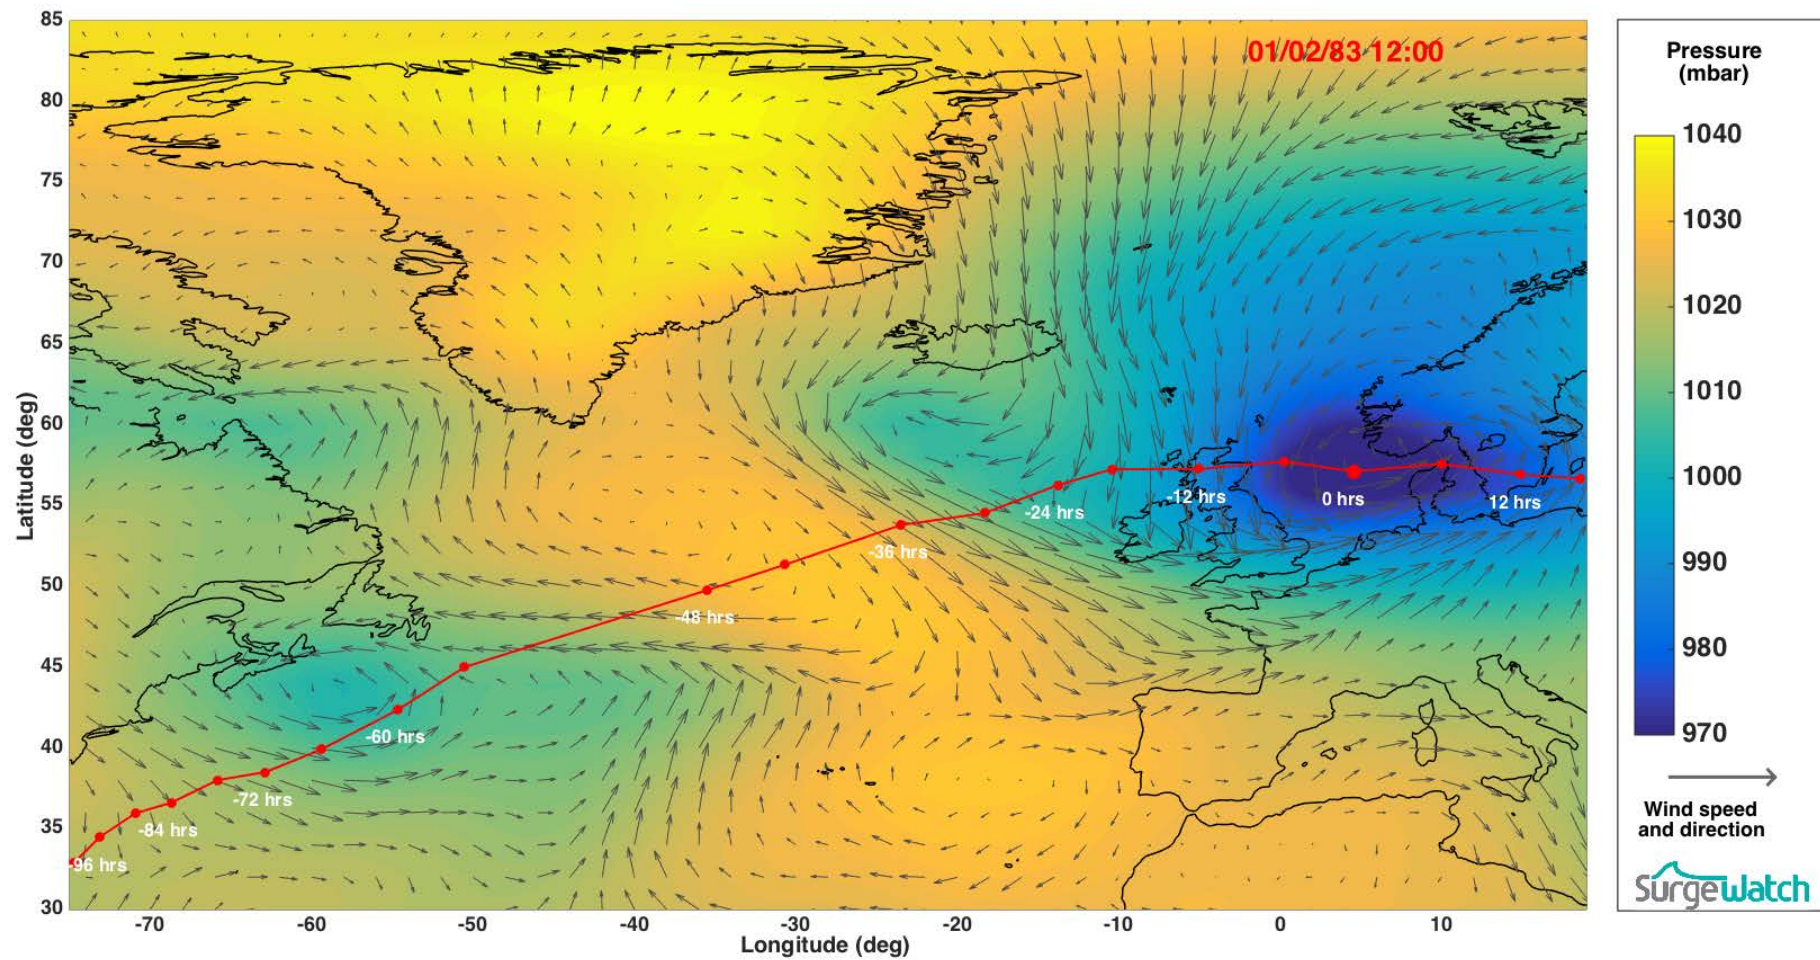 85
80
75
70
65
60
55
50
45
40
35
30
Latitude (deg)
01/02/83 12:00
-96 hrs
-84 hrs
-72 hrs
-60 hrs
-48 hrs
-36 hrs
-24 hrs
-12 hrs
0 hrs
12 hrs
-70 -60 -50 -40 -30 -20 -10 0 10
Longitude (deg)
Pressure
(mbar)
1040
1030
1020
1010
1000
990
980
970
Wind speed
and direction
Surgewatch